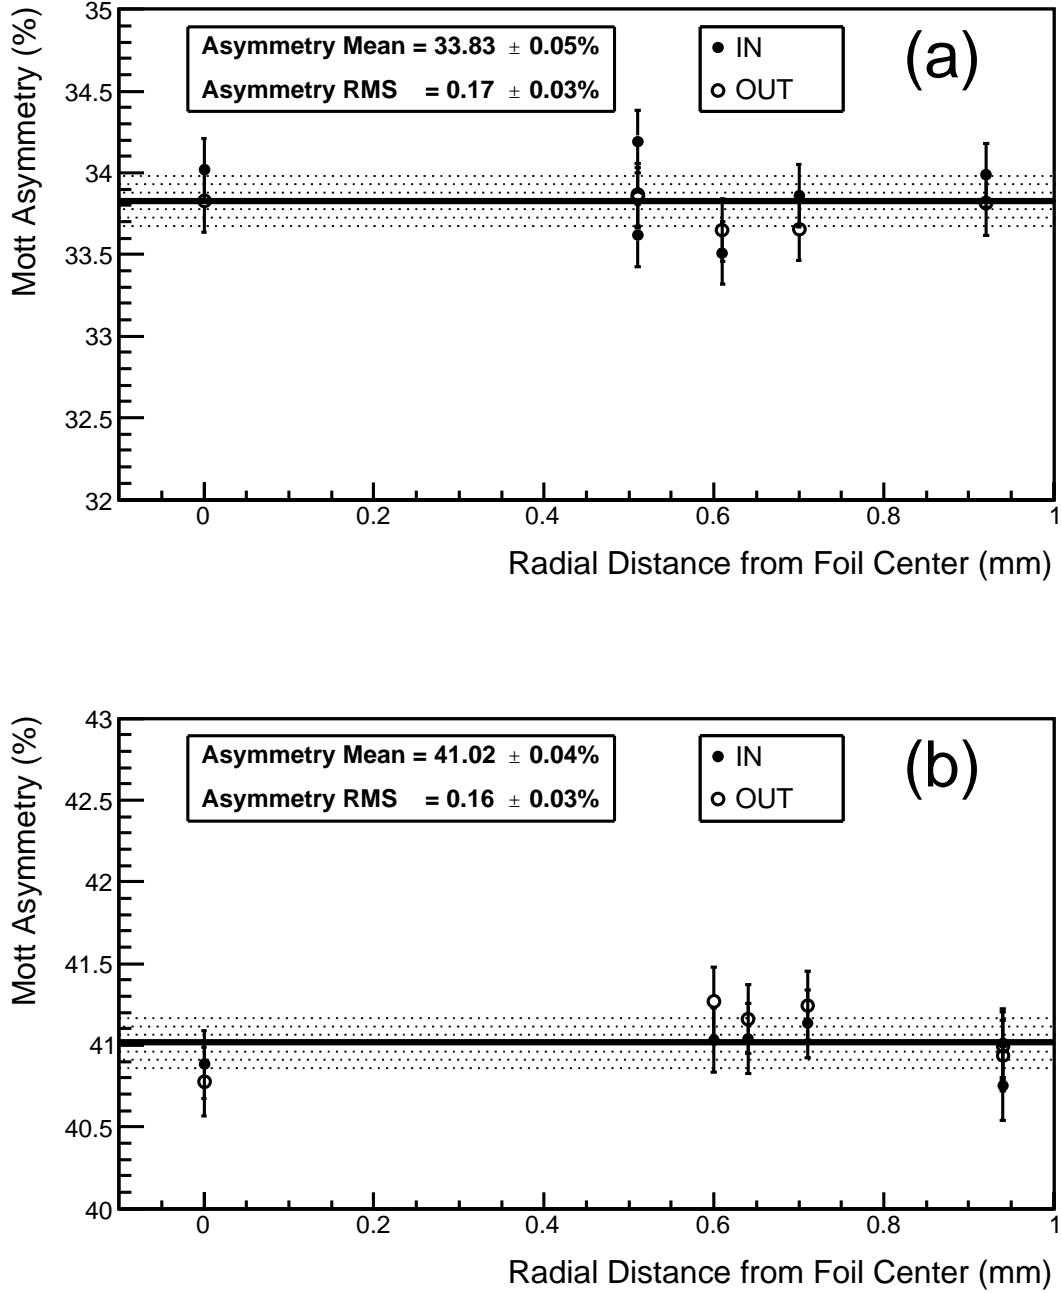 35
Asymmetry Mean = 33.83 ± 0.05%
Asymmetry RMS = 0.17 ± 0.03%
IN
OUT
(a)
Mott Asymmetry (%)
34.5
34
33.5
33
32.5
32
0 0.2 0.4 0.6 0.8 1
Radial Distance from Foil Center (mm)
43
Asymmetry Mean = 41.02 ± 0.04%
Asymmetry RMS = 0.16 ± 0.03%
IN
OUT
(b)
Mott Asymmetry (%)
42.5
42
41.5
41
40.5
40
0 0.2 0.4 0.6 0.8 1
Radial Distance from Foil Center (mm)